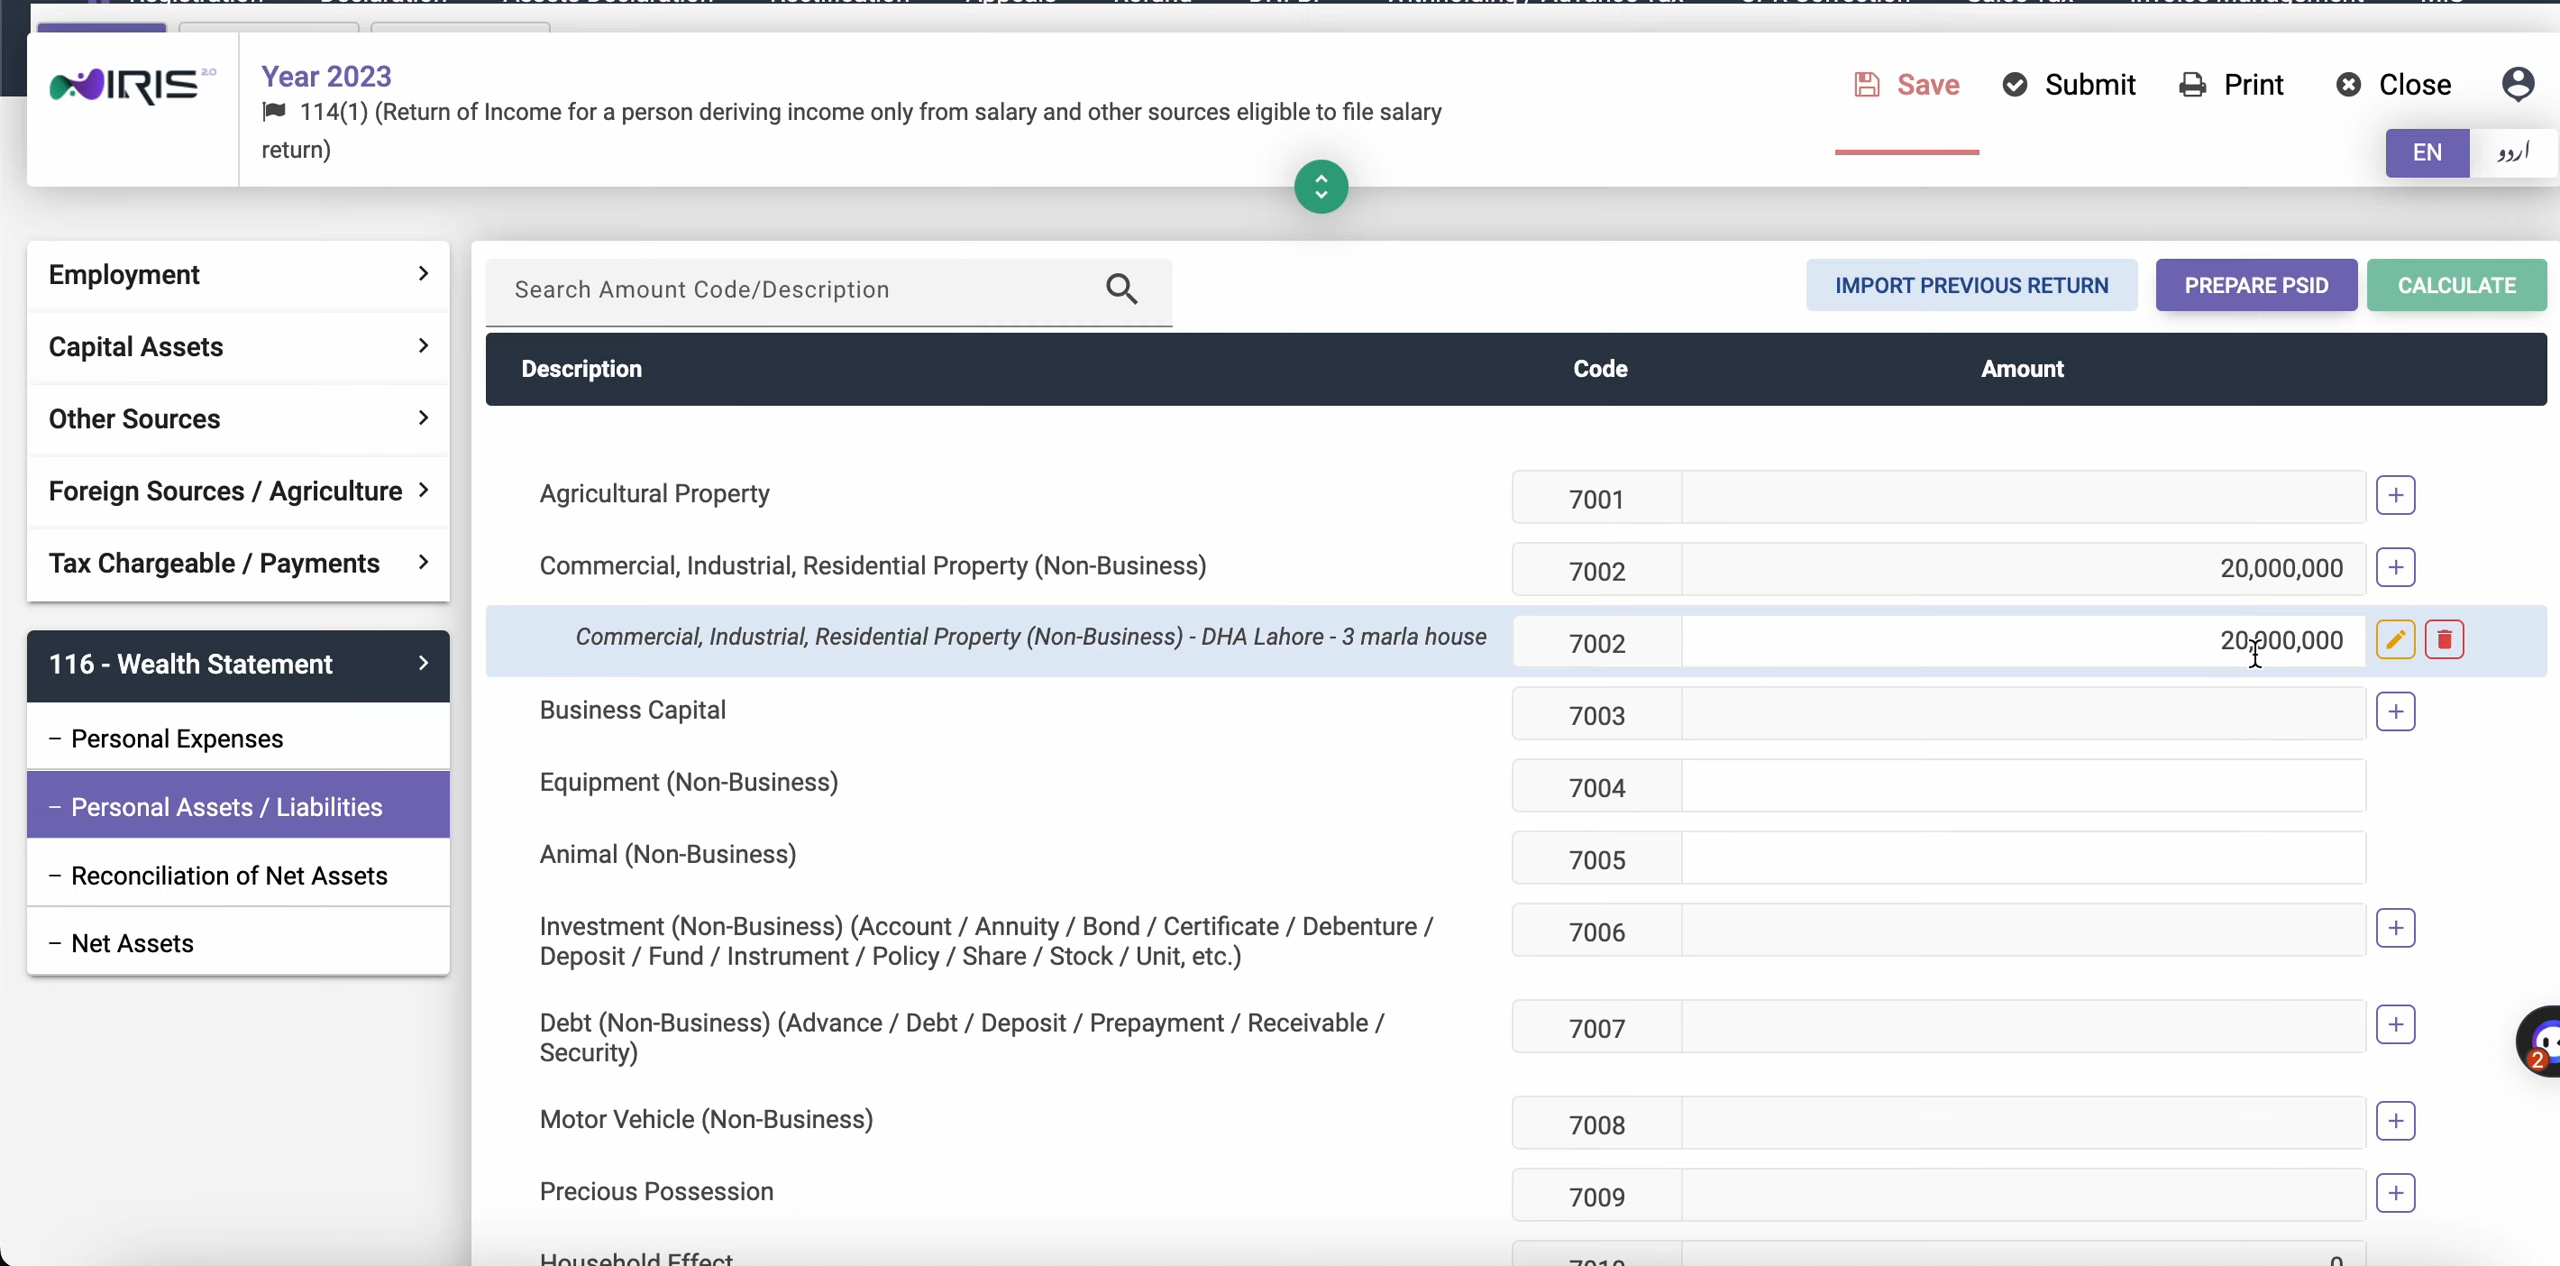 IRIS 2.0
Year 2023
114(1) (Return of Income for a person deriving income only from salary and other sources eligible to file salary
return)
Save
Submit
Print
Close
EN
اردو
Employment
Capital Assets
Other Sources
Foreign Sources / Agriculture
Tax Chargeable / Payments
116 - Wealth Statement
– Personal Expenses
– Personal Assets / Liabilities
– Reconciliation of Net Assets
– Net Assets
Search Amount Code/Description
IMPORT PREVIOUS RETURN
PREPARE PSID
CALCULATE
Description Code Amount
Agricultural Property 7001 +
Commercial, Industrial, Residential Property (Non-Business) 7002 20,000,000 +
Commercial, Industrial, Residential Property (Non-Business) - DHA Lahore - 3 marla house 7002 20,000,000
Business Capital 7003 +
Equipment (Non-Business) 7004
Animal (Non-Business) 7005
Investment (Non-Business) (Account / Annuity / Bond / Certificate / Debenture /
Deposit / Fund / Instrument / Policy / Share / Stock / Unit, etc.) 7006 +
Debt (Non-Business) (Advance / Debt / Deposit / Prepayment / Receivable /
Security) 7007 +
Motor Vehicle (Non-Business) 7008 +
Precious Possession 7009 +
Household Effect 7010 0
2